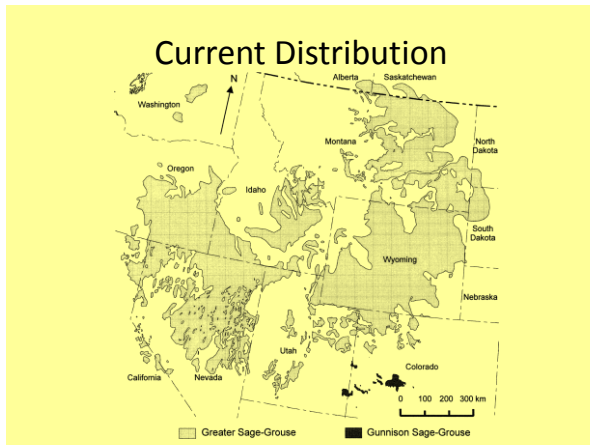 Current Distribution
N
Alberta
Saskatchewan
Washington
Montana
North
Dakota
Oregon
Idaho
South
Dakota
Wyoming
Nebraska
Utah
Colorado
California
Nevada
0 100 200 300 km
Greater Sage-Grouse
Gunnison Sage-Grouse